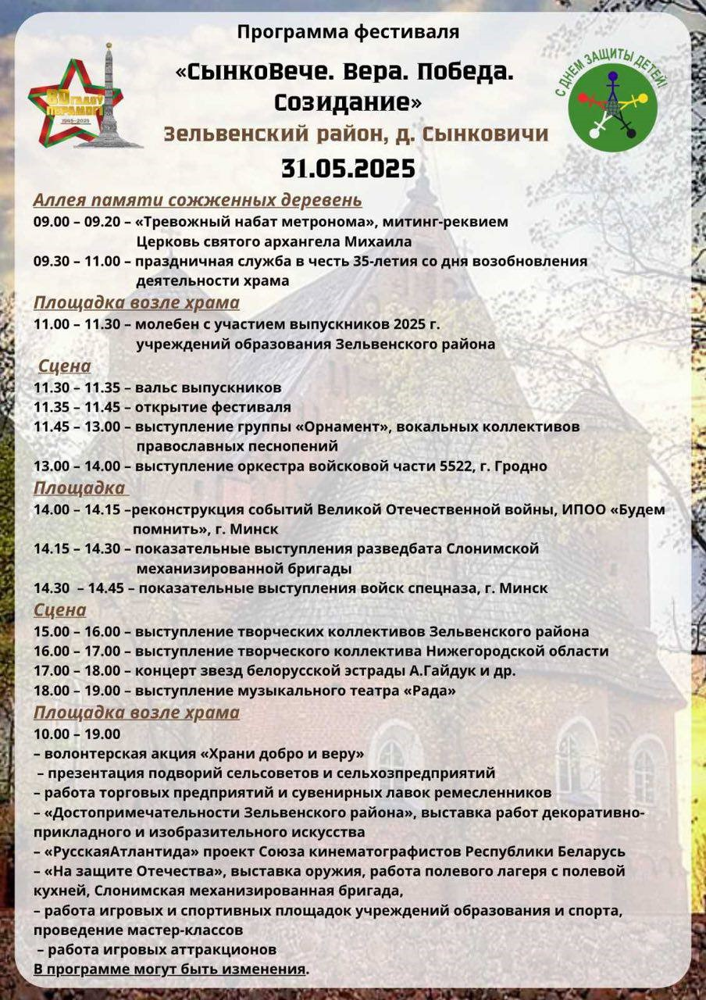 Программа фестиваля
«СынкоВече. Вера. Победа.
Созидание»
Зельвенский район, д. Сынковичи
31.05.2025
80 ГАДОЎ
ПЕРАМОГІ
1945–2025
С ДНЕМ ЗАЩИТЫ ДЕТЕЙ!
Аллея памяти сожженных деревень
09.00 – 09.20 – «Тревожный набат метронома», митинг-реквием
Церковь святого архангела Михаила
09.30 – 11.00 – праздничная служба в честь 35-летия со дня возобновления
деятельности храма
Площадка возле храма
11.00 – 11.30 – молебен с участием выпускников 2025 г.
учреждений образования Зельвенского района
Сцена
11.30 – 11.35 – вальс выпускников
11.35 – 11.45 – открытие фестиваля
11.45 – 13.00 – выступление группы «Орнамент», вокальных коллективов
православных песнопений
13.00 – 14.00 – выступление оркестра войсковой части 5522, г. Гродно
Площадка
14.00 – 14.15 –реконструкция событий Великой Отечественной войны, ИПОО «Будем
помнить», г. Минск
14.15 – 14.30 – показательные выступления разведбата Слонимской
механизированной бригады
14.30 – 14.45 – показательные выступления войск спецназа, г. Минск
Сцена
15.00 – 16.00 – выступление творческих коллективов Зельвенского района
16.00 – 17.00 – выступление творческого коллектива Нижегородской области
17.00 – 18.00 – концерт звезд белорусской эстрады А.Гайдук и др.
18.00 – 19.00 – выступление музыкального театра «Рада»
Площадка возле храма
10.00 – 19.00
– волонтерская акция «Храни добро и веру»
– презентация подворий сельсоветов и сельхозпредприятий
– работа торговых предприятий и сувенирных лавок ремесленников
– «Достопримечательности Зельвенского района», выставка работ декоративно-
прикладного и изобразительного искусства
– «РусскаяАтлантида» проект Союза кинематографистов Республики Беларусь
– «На защите Отечества», выставка оружия, работа полевого лагеря с полевой
кухней, Слонимская механизированная бригада,
– работа игровых и спортивных площадок учреждений образования и спорта,
проведение мастер-классов
– работа игровых аттракционов
В программе могут быть изменения.